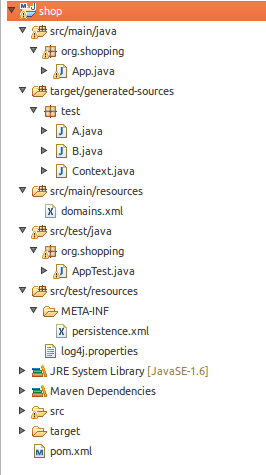 shop
src/main/java
org.shopping
App.java
target/generated-sources
test
A.java
B.java
Context.java
src/main/resources
domains.xml
src/test/java
org.shopping
AppTest.java
src/test/resources
META-INF
persistence.xml
log4j.properties
JRE System Library [JavaSE-1.6]
Maven Dependencies
src
target
pom.xml